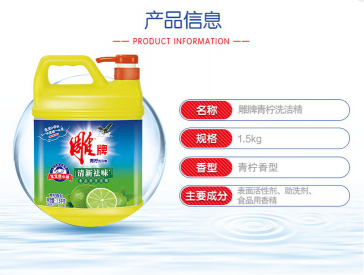 产品信息
PRODUCT INFORMATION
名称 雕牌青柠洗洁精
规格 1.5kg
香型 青柠香型
主要成分 表面活性剂、助洗剂、
食品用香精
雕牌
清新祛味